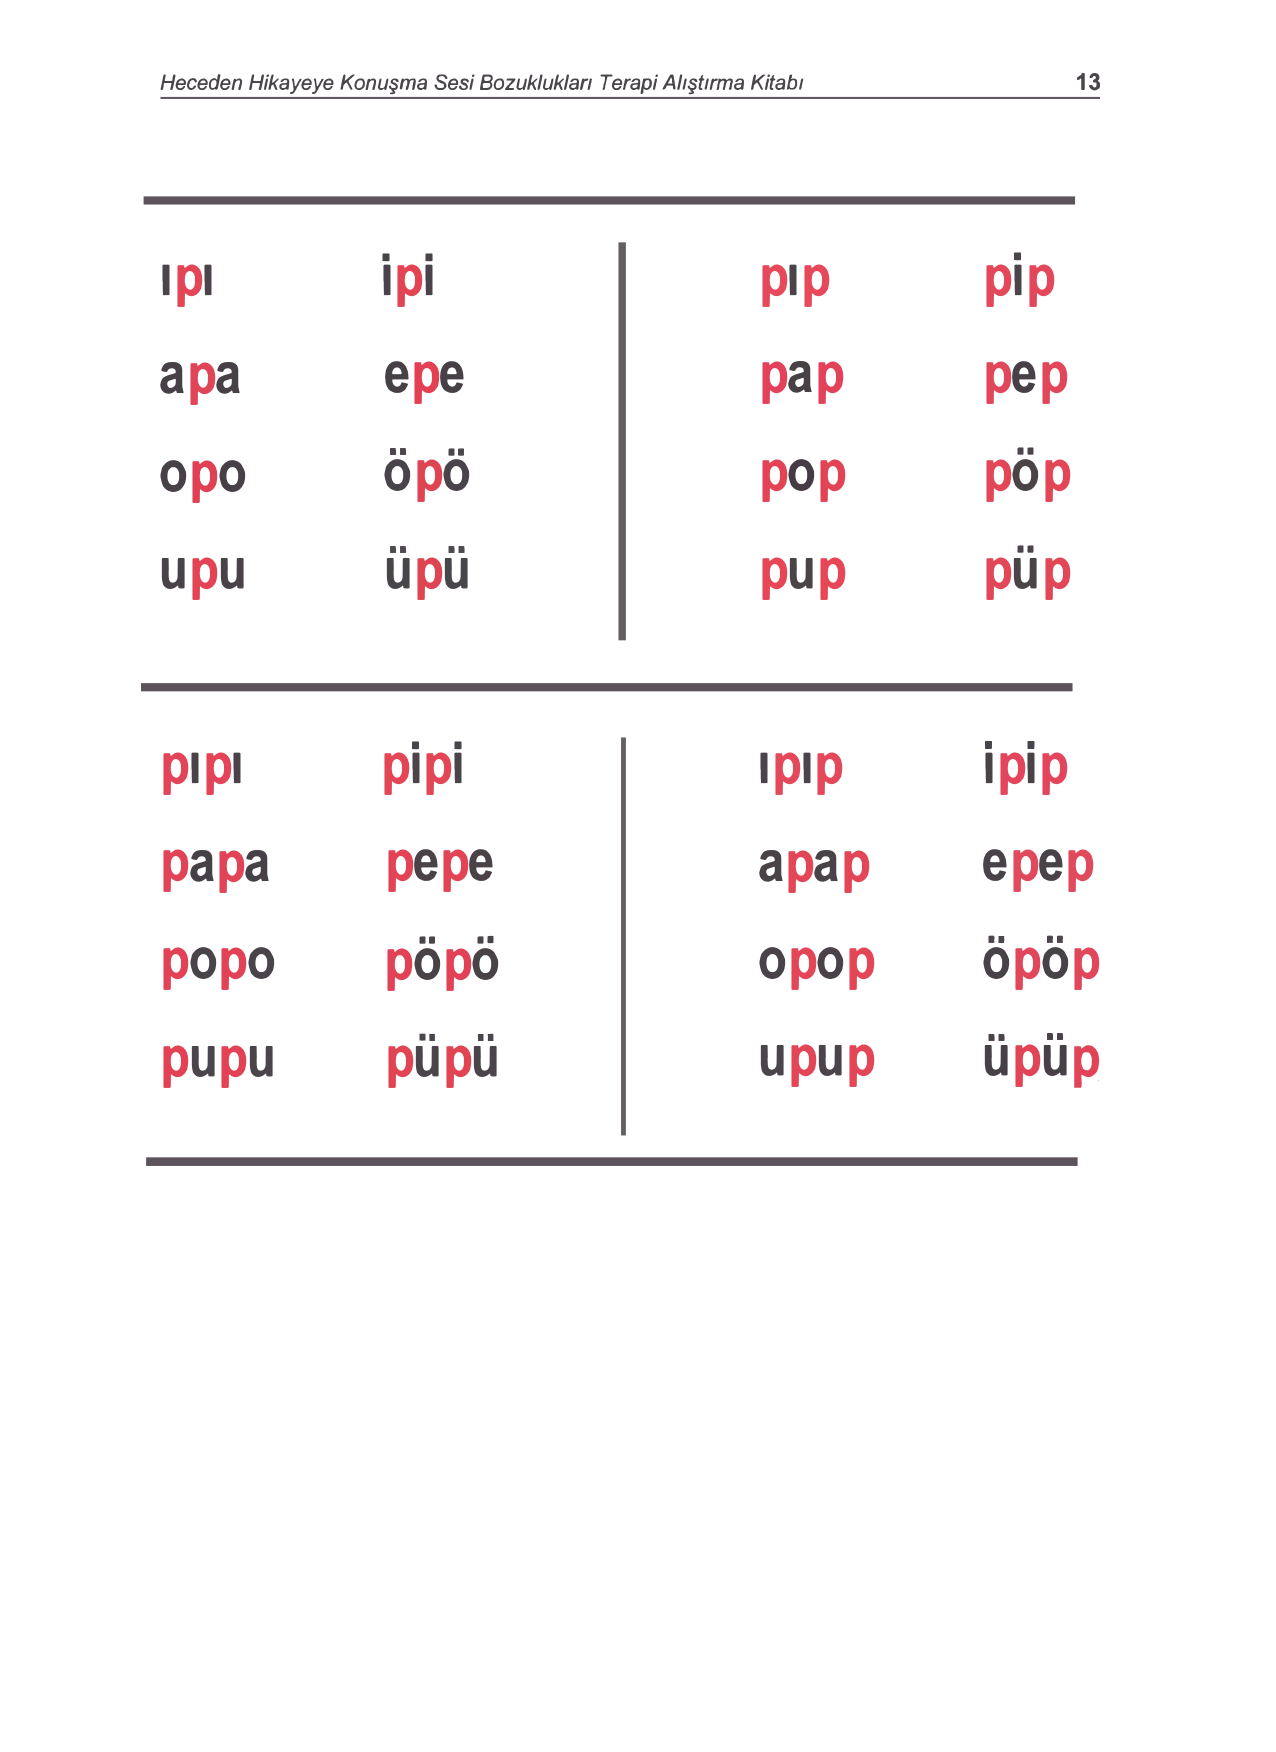 Heceden Hikayeye Konuşma Sesi Bozuklukları Terapi Alıştırma Kitabı 13
ıpı ipi pıp pip
apa epe pap pep
opo öpö pop pöp
upu üpü pup püp
pıpı pipi ıpıp ipip
papa pepe apap epep
popo pöpö opop öpöp
pupu püpü upup üpüp